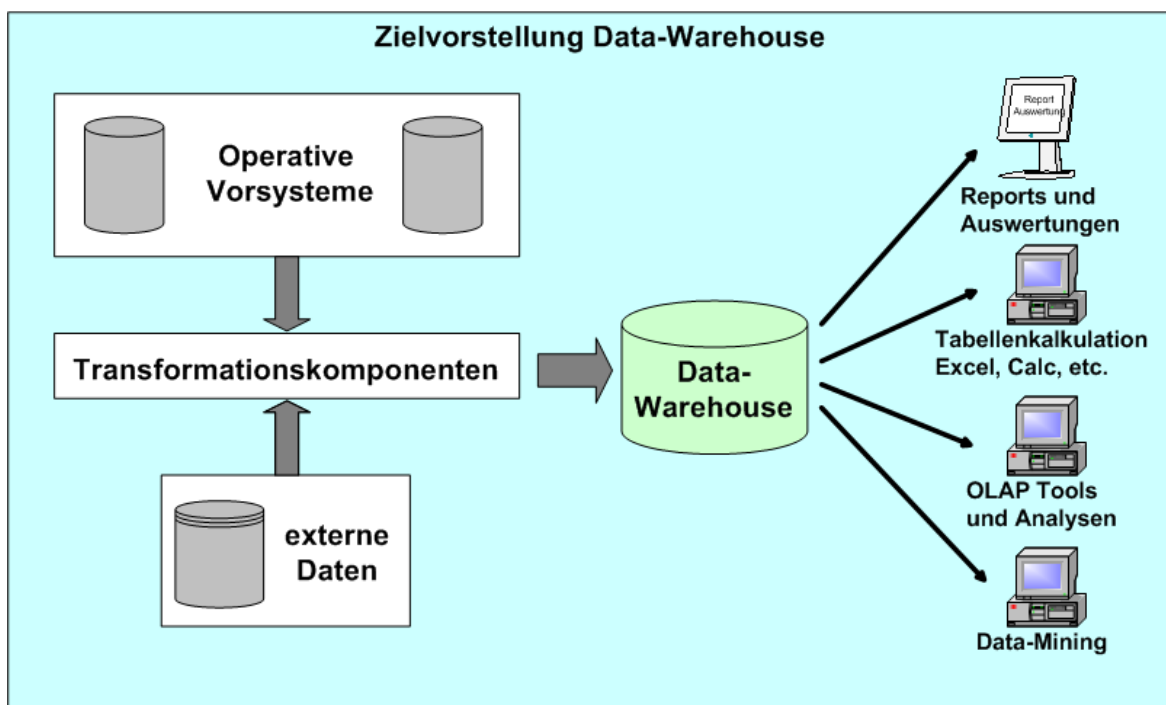 Zielvorstellung Data-Warehouse
Operative
Vorsysteme
Transformationskomponenten
externe
Daten
Data-
Warehouse
Report
Auswertung
Reports und
Auswertungen
Tabellenkalkulation
Excel, Calc, etc.
OLAP Tools
und Analysen
Data-Mining